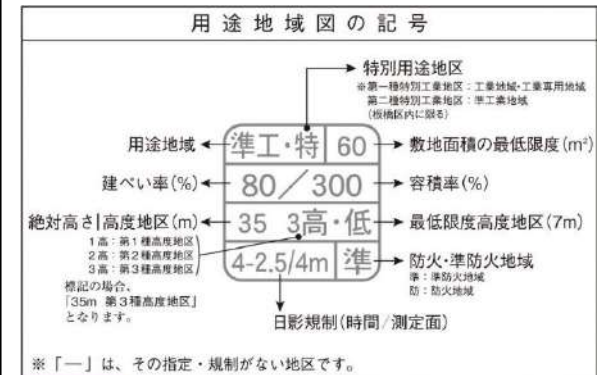 用途地域図の記号
特別用途地区
※第一種特別工業地区：工業地域・工業専用地域
第二種特別工業地区：準工業地域
(板橋区内に限る)
用途地域
準工・特
60
敷地面積の最低限度(m²)
建ぺい率(%)
80／300
容積率(%)
絶対高さ|高度地区(m)
35 3高・低
最低限度高度地区(7m)
1高：第1種高度地区
2高：第2種高度地区
3高：第3種高度地区
標記の場合、
「35m 第3種高度地区」
となります。
4-2.5/4m
準
防火・準防火地域
準：準防火地域
防：防火地域
日影規制(時間/測定面)
※「―」は、その指定・規制がない地区です。